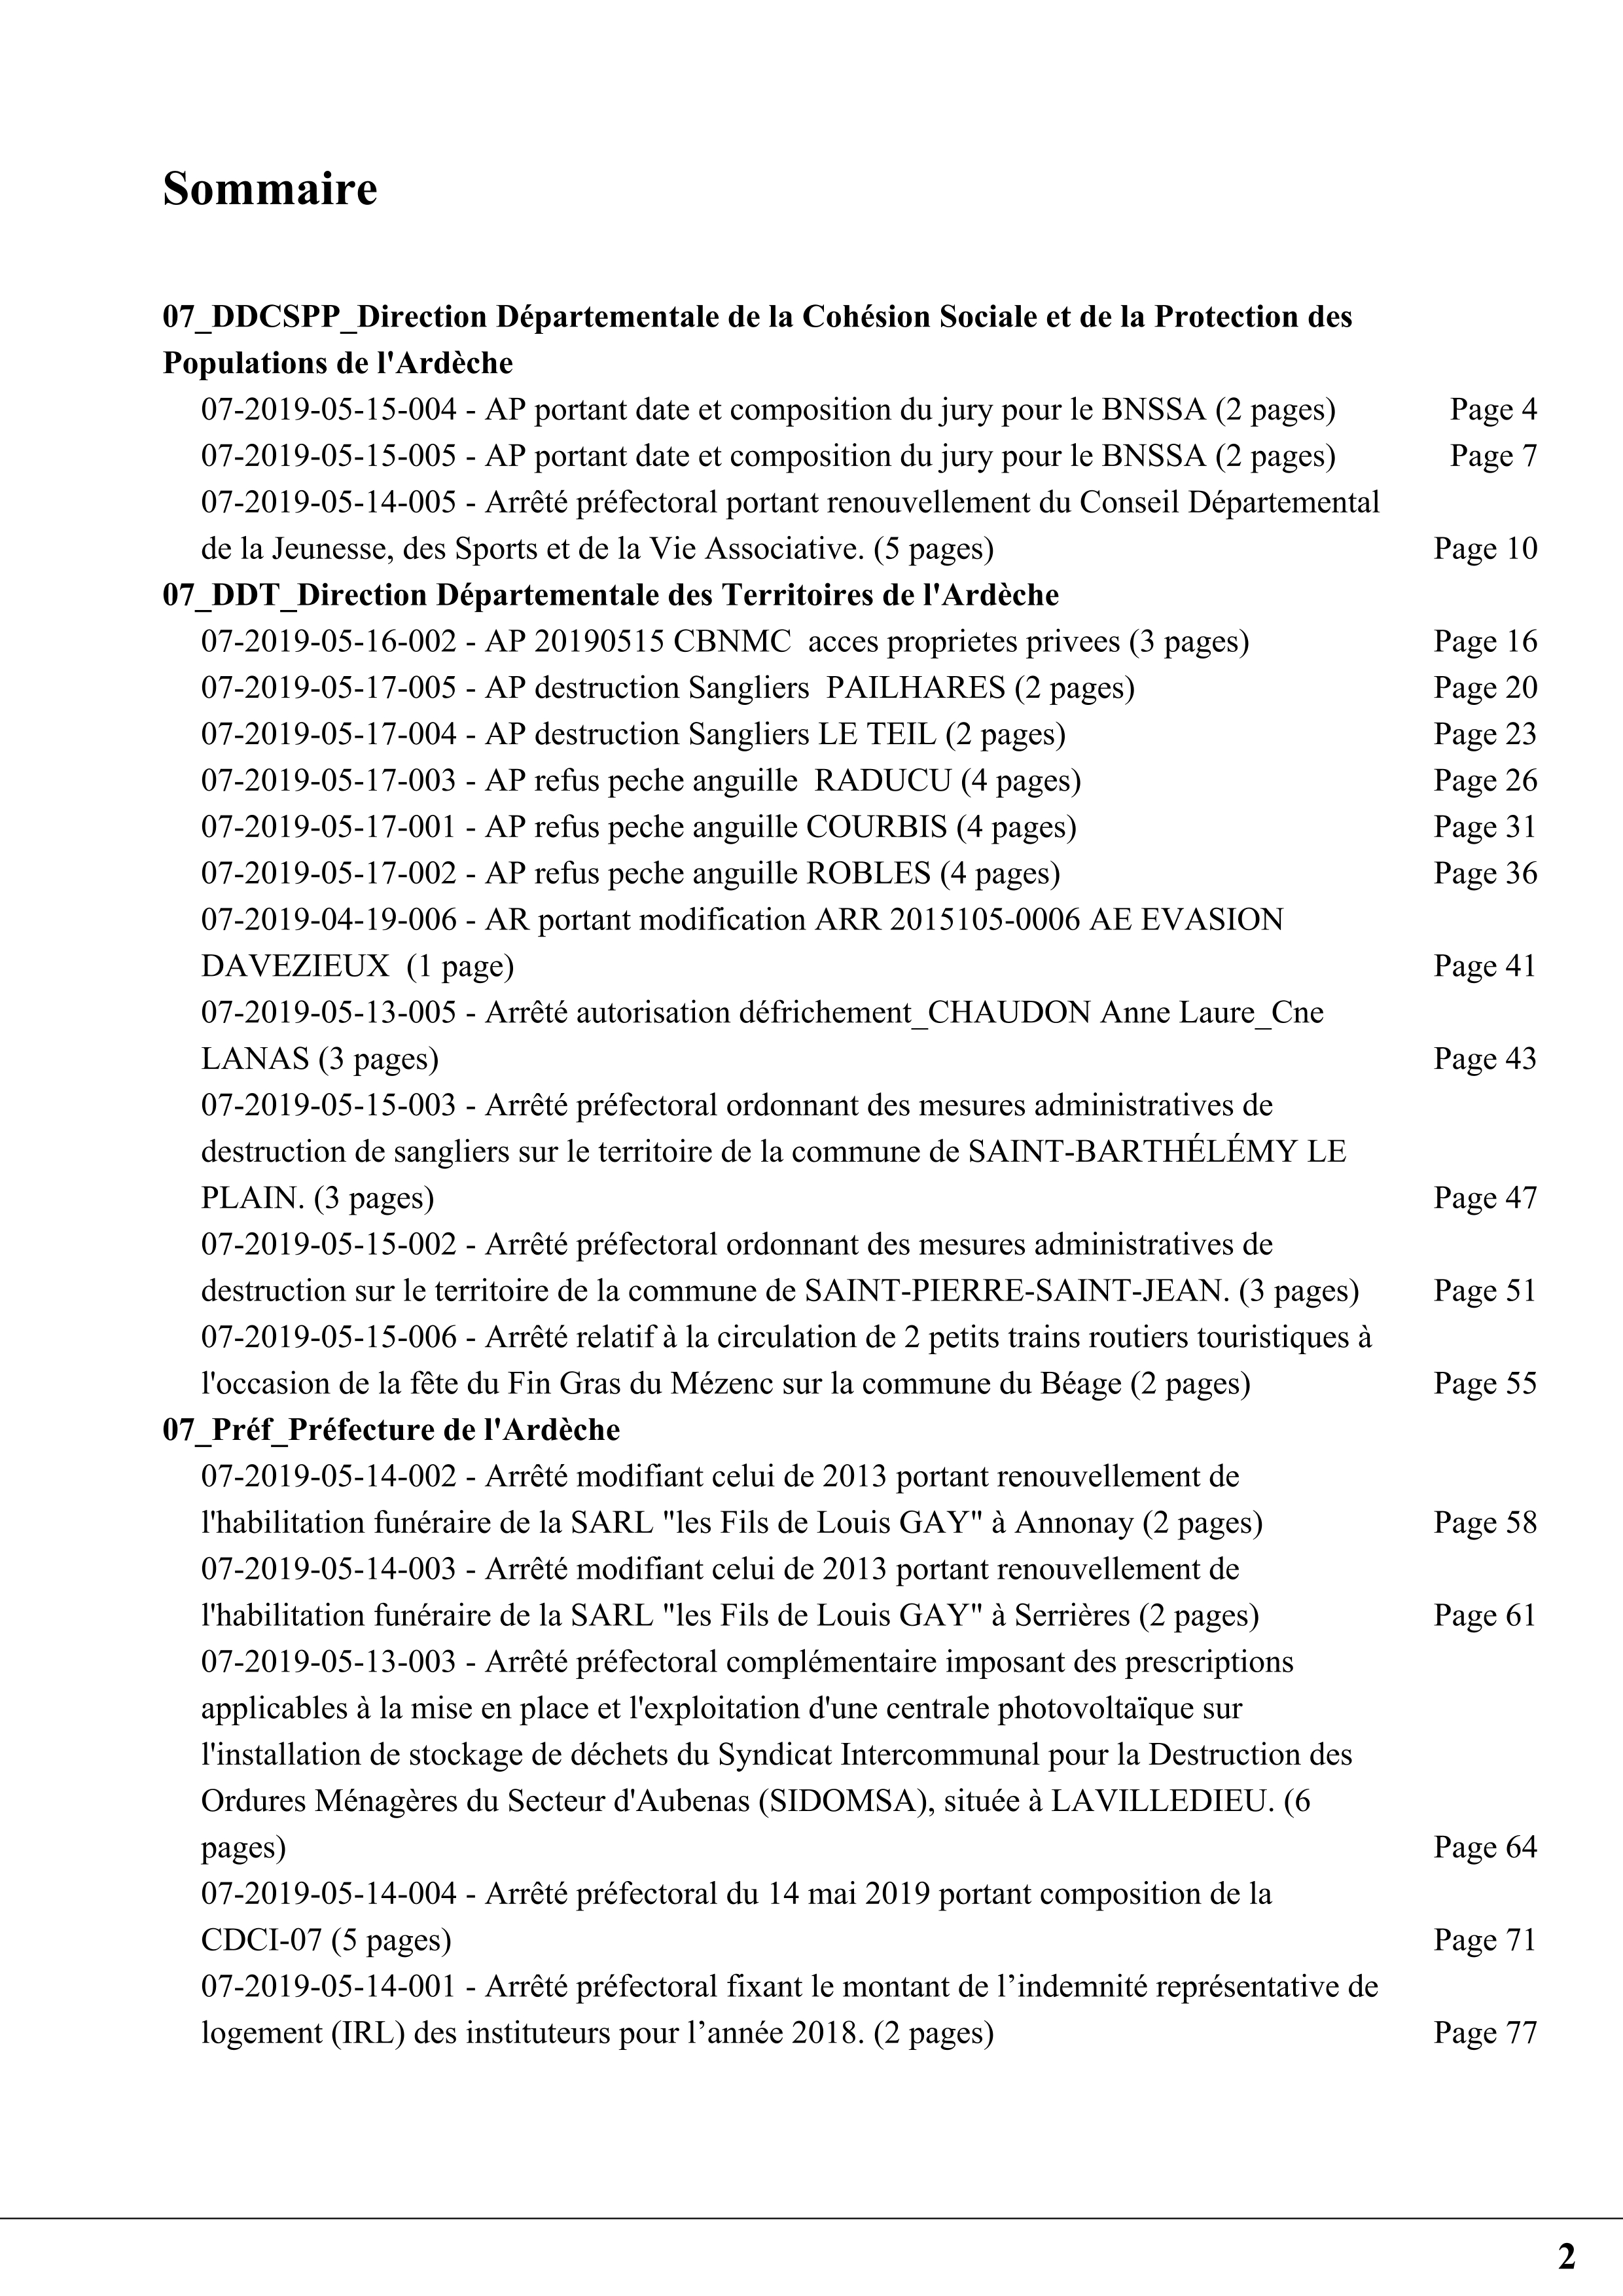 Sommaire
07_DDCSPP_Direction Départementale de la Cohésion Sociale et de la Protection des
Populations de l'Ardèche
07-2019-05-15-004 - AP portant date et composition du jury pour le BNSSA (2 pages) Page 4
07-2019-05-15-005 - AP portant date et composition du jury pour le BNSSA (2 pages) Page 7
07-2019-05-14-005 - Arrêté préfectoral portant renouvellement du Conseil Départemental
de la Jeunesse, des Sports et de la Vie Associative. (5 pages) Page 10
07_DDT_Direction Départementale des Territoires de l'Ardèche
07-2019-05-16-002 - AP 20190515 CBNMC  acces proprietes privees (3 pages) Page 16
07-2019-05-17-005 - AP destruction Sangliers  PAILHARES (2 pages) Page 20
07-2019-05-17-004 - AP destruction Sangliers LE TEIL (2 pages) Page 23
07-2019-05-17-003 - AP refus peche anguille  RADUCU (4 pages) Page 26
07-2019-05-17-001 - AP refus peche anguille COURBIS (4 pages) Page 31
07-2019-05-17-002 - AP refus peche anguille ROBLES (4 pages) Page 36
07-2019-04-19-006 - AR portant modification ARR 2015105-0006 AE EVASION
DAVEZIEUX  (1 page) Page 41
07-2019-05-13-005 - Arrêté autorisation défrichement_CHAUDON Anne Laure_Cne
LANAS (3 pages) Page 43
07-2019-05-15-003 - Arrêté préfectoral ordonnant des mesures administratives de
destruction de sangliers sur le territoire de la commune de SAINT-BARTHÉLÉMY LE
PLAIN. (3 pages) Page 47
07-2019-05-15-002 - Arrêté préfectoral ordonnant des mesures administratives de
destruction sur le territoire de la commune de SAINT-PIERRE-SAINT-JEAN. (3 pages) Page 51
07-2019-05-15-006 - Arrêté relatif à la circulation de 2 petits trains routiers touristiques à
l'occasion de la fête du Fin Gras du Mézenc sur la commune du Béage (2 pages) Page 55
07_Préf_Préfecture de l'Ardèche
07-2019-05-14-002 - Arrêté modifiant celui de 2013 portant renouvellement de
l'habilitation funéraire de la SARL "les Fils de Louis GAY" à Annonay (2 pages) Page 58
07-2019-05-14-003 - Arrêté modifiant celui de 2013 portant renouvellement de
l'habilitation funéraire de la SARL "les Fils de Louis GAY" à Serrières (2 pages) Page 61
07-2019-05-13-003 - Arrêté préfectoral complémentaire imposant des prescriptions
applicables à la mise en place et l'exploitation d'une centrale photovoltaïque sur
l'installation de stockage de déchets du Syndicat Intercommunal pour la Destruction des
Ordures Ménagères du Secteur d'Aubenas (SIDOMSA), située à LAVILLEDIEU. (6
pages) Page 64
07-2019-05-14-004 - Arrêté préfectoral du 14 mai 2019 portant composition de la
CDCI-07 (5 pages) Page 71
07-2019-05-14-001 - Arrêté préfectoral fixant le montant de l’indemnité représentative de
logement (IRL) des instituteurs pour l’année 2018. (2 pages) Page 77
2